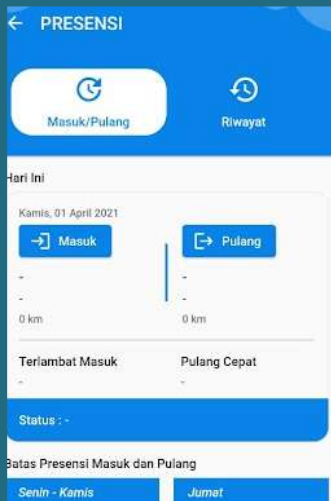 ← PRESENSI
Masuk/Pulang
Riwayat
Hari Ini
Kamis, 01 April 2021
Masuk
Pulang
- -
- -
0 km 0 km
Terlambat Masuk Pulang Cepat
- -
Status : -
Batas Presensi Masuk dan Pulang
Senin - Kamis Jumat